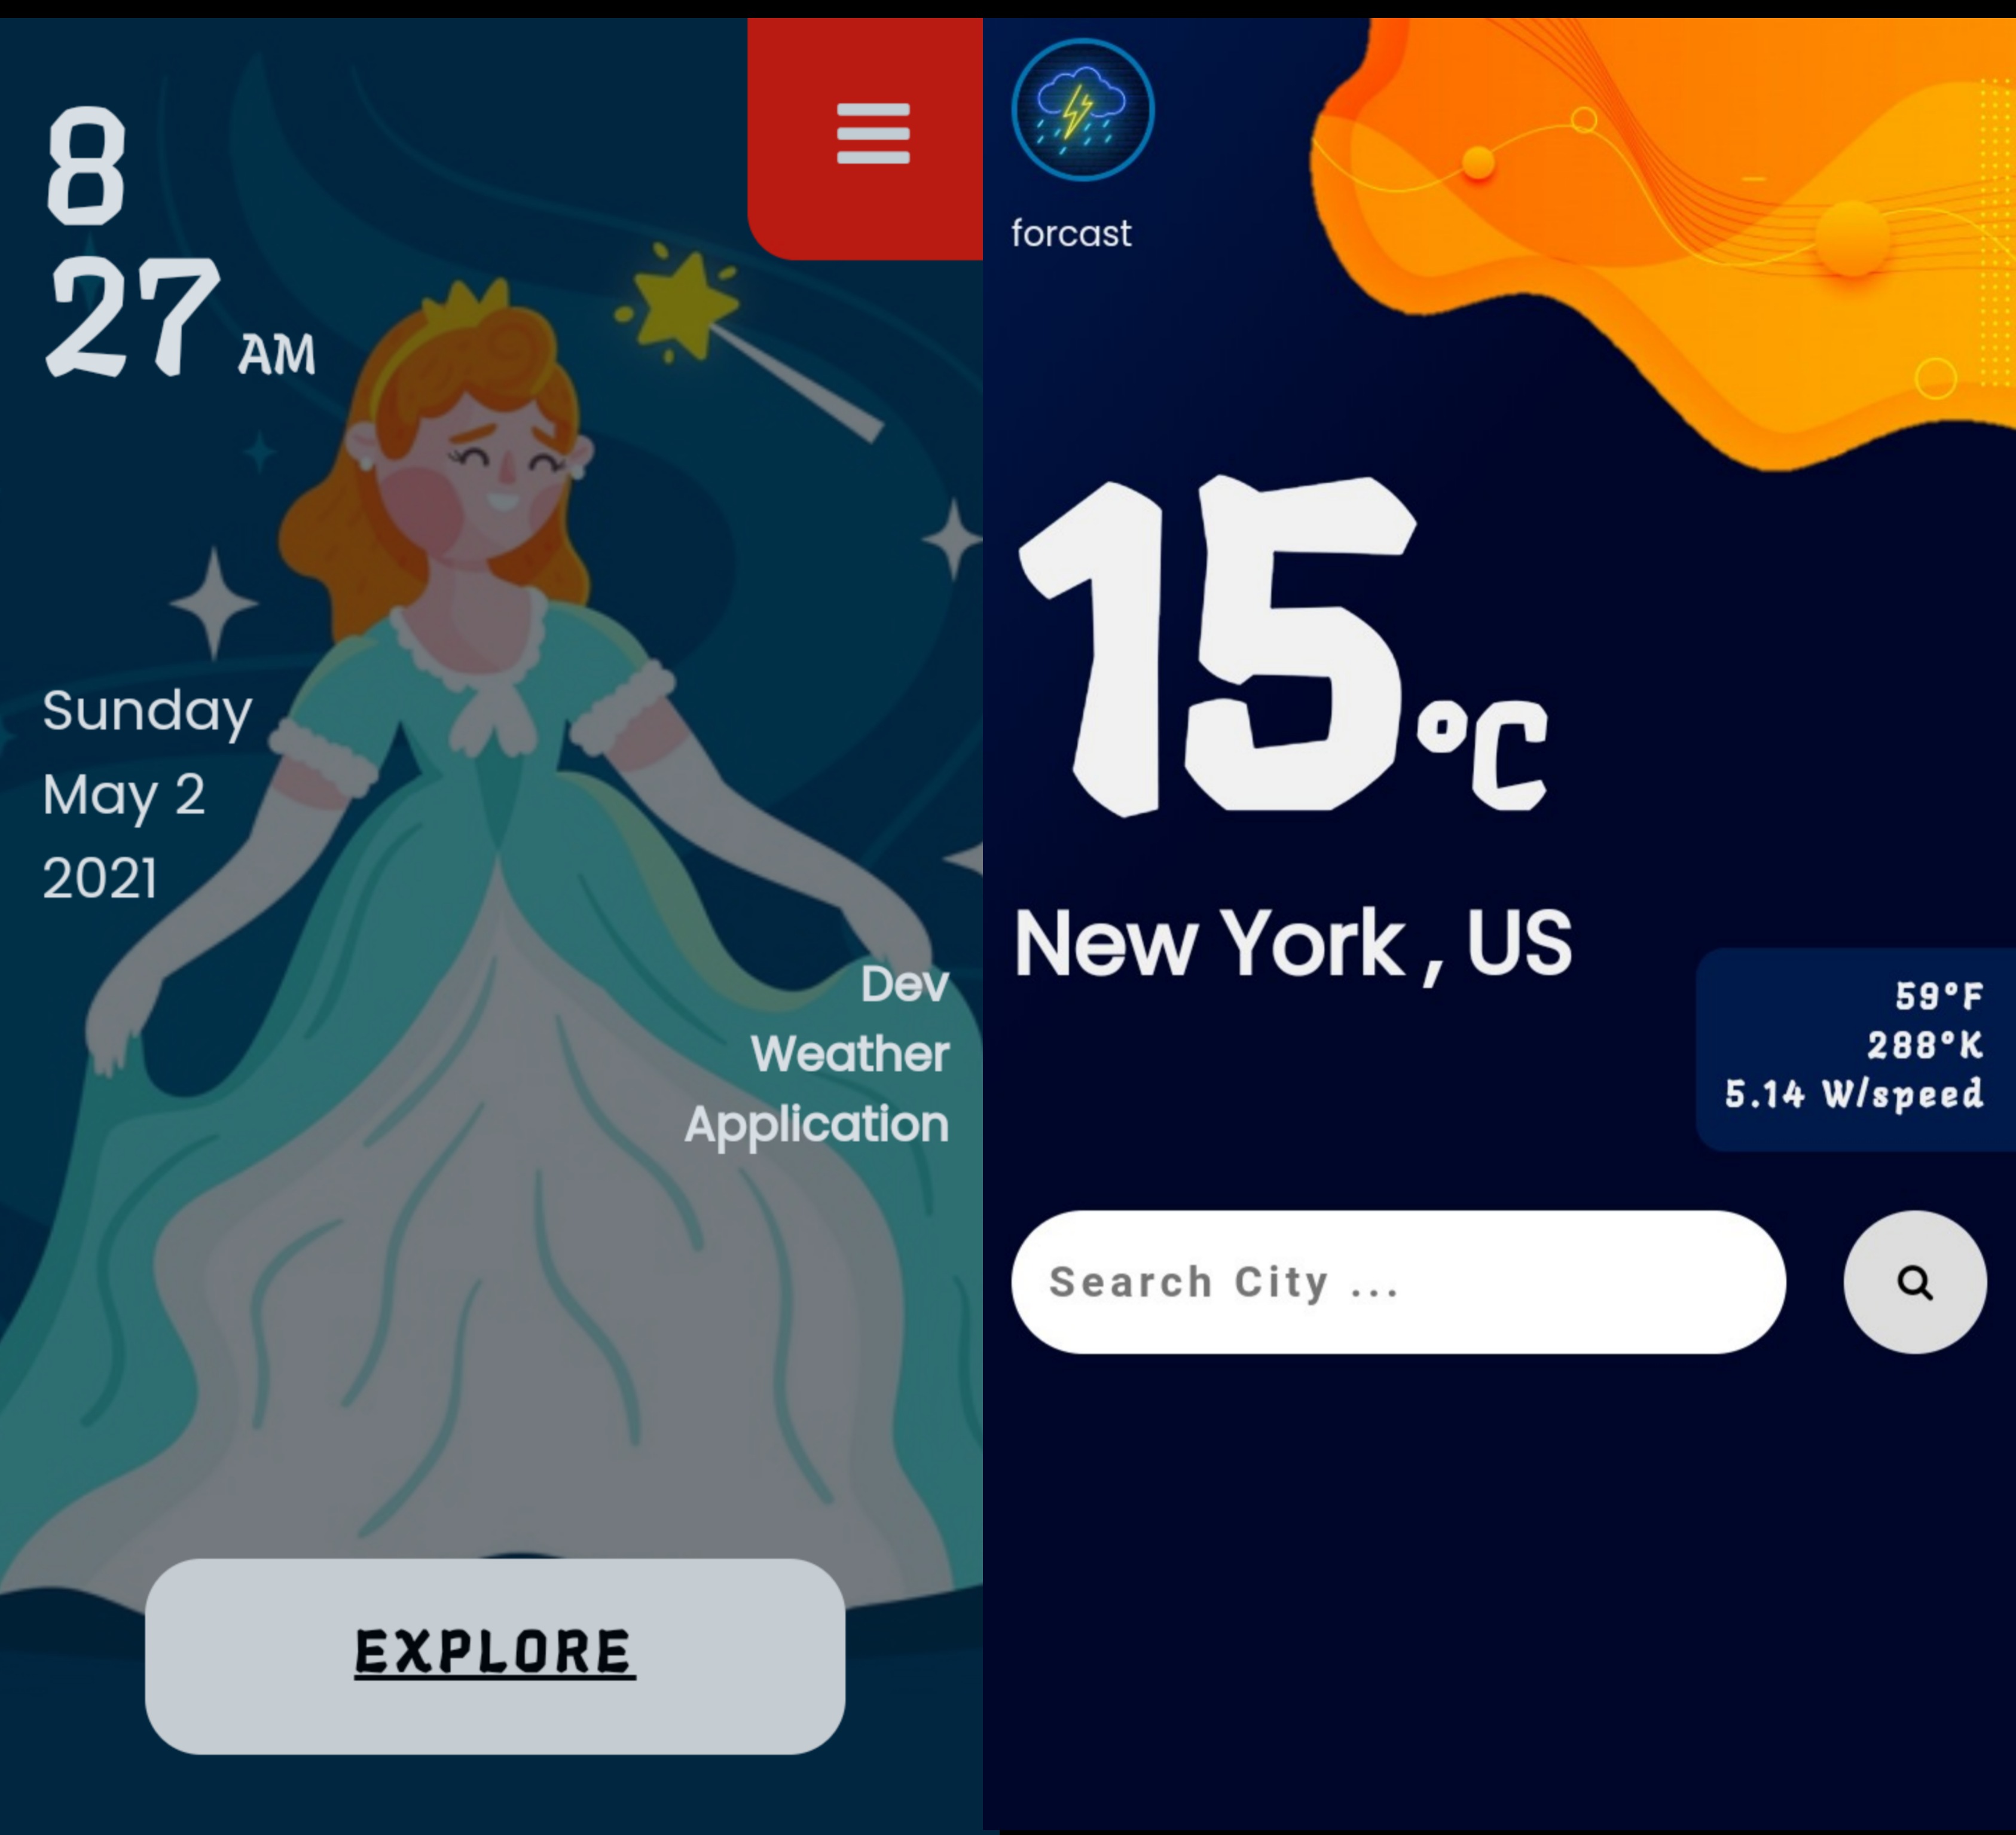 8
27 AM
Sunday
May 2
2021
Dev
Weather
Application
EXPLORE
forcast
15°C
New York , US
59°F
288°K
5.14 W/speed
Search City ...